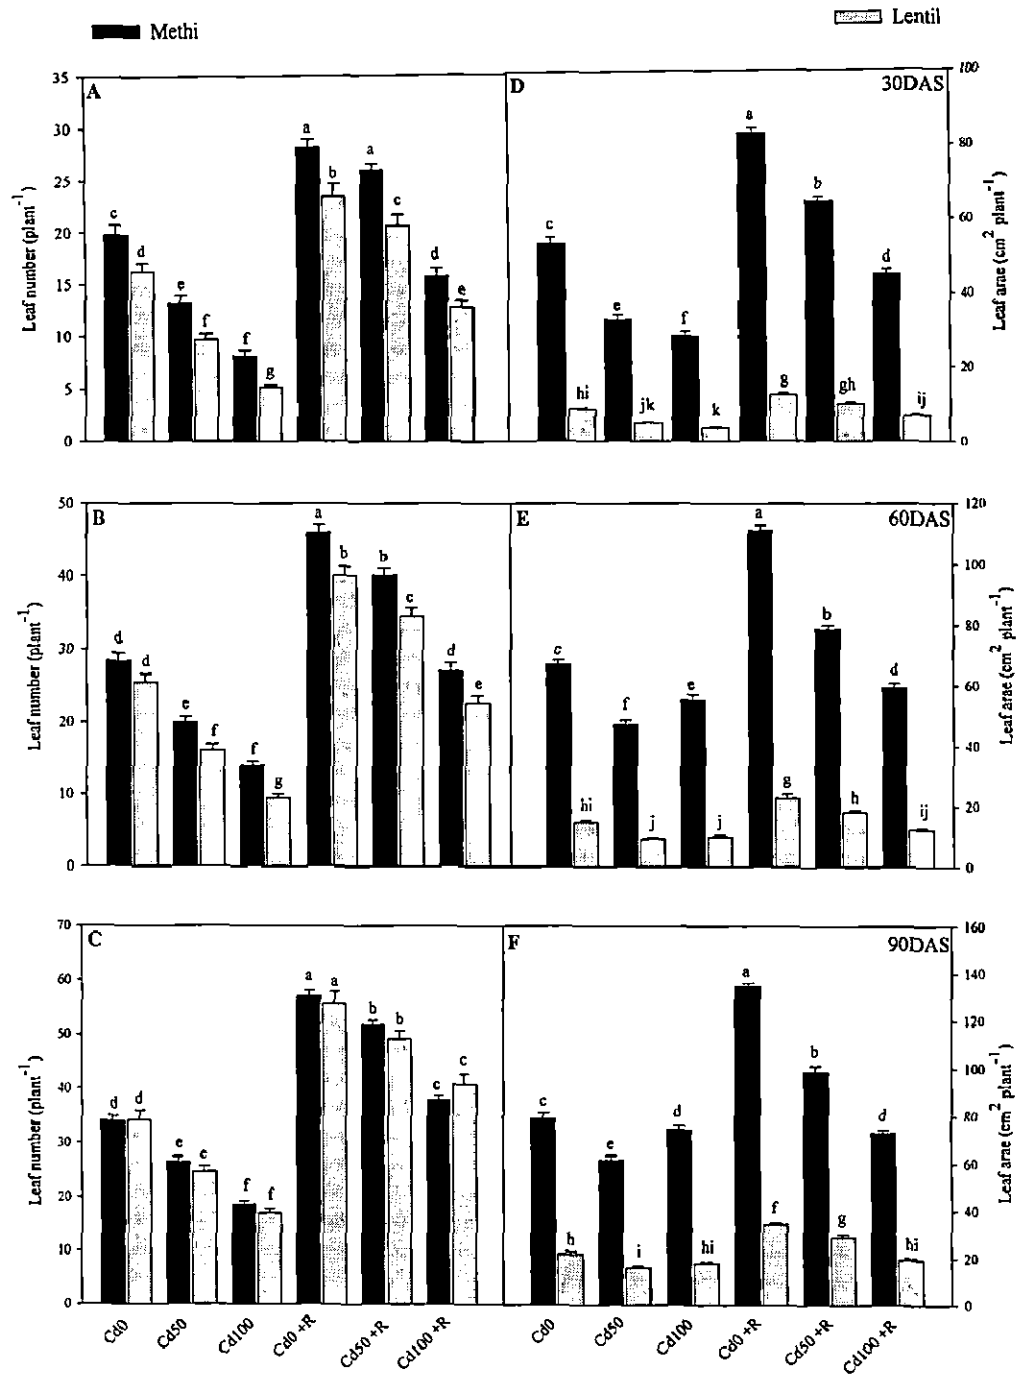 Methi
Lentil
A
D
30DAS
35
30
25
20
15
10
5
0
Leaf number (plant⁻¹)
c
d
e
f
f
g
a
b
a
c
d
e
c
hi
e
jk
f
k
a
g
b
gh
d
ij
100
80
60
40
20
0
Leaf arae (cm² plant⁻¹)
B
E
60DAS
50
40
30
20
10
0
Leaf number (plant⁻¹)
d
d
e
f
f
g
a
b
b
c
d
e
c
hi
f
j
e
j
a
g
b
h
d
ij
120
100
80
60
40
20
0
Leaf arae (cm² plant⁻¹)
C
F
90DAS
70
60
50
40
30
20
10
0
Leaf number (plant⁻¹)
d
d
e
e
f
f
a
a
b
b
c
c
c
h
e
i
d
hi
a
f
b
g
d
hi
160
140
120
100
80
60
40
20
0
Leaf arae (cm² plant⁻¹)
Cd0
Cd50
Cd100
Cd0 +R
Cd50 +R
Cd100 +R
Cd0
Cd50
Cd100
Cd0 +R
Cd50 +R
Cd100 +R